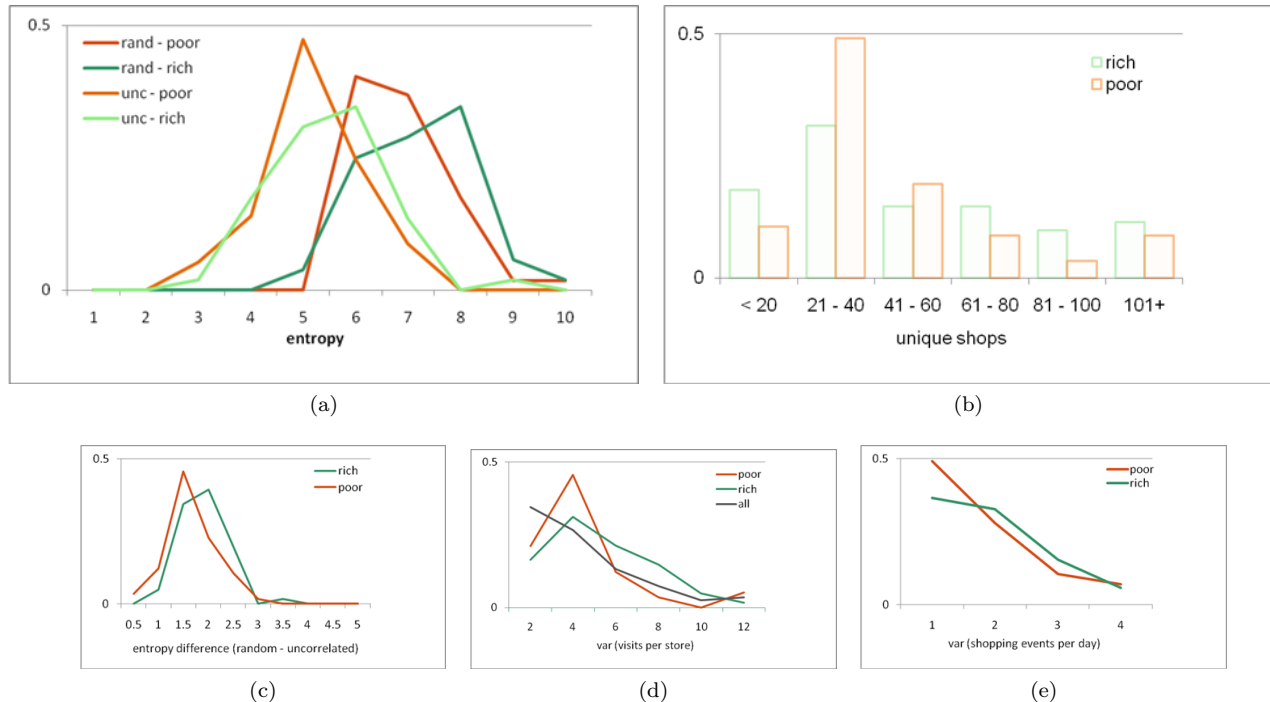 0.5
rand - poor
rand - rich
unc - poor
unc - rich
0
1 2 3 4 5 6 7 8 9 10
entropy
(a)
0.5
rich
poor
0
< 20 21 - 40 41 - 60 61 - 80 81 - 100 101+
unique shops
(b)
0.5
rich
poor
0
0.5 1 1.5 2 2.5 3 3.5 4 4.5 5
entropy difference (random - uncorrelated)
(c)
0.5
poor
rich
all
0
2 4 6 8 10 12
var (visits per store)
(d)
0.5
poor
rich
0
1 2 3 4
var (shopping events per day)
(e)